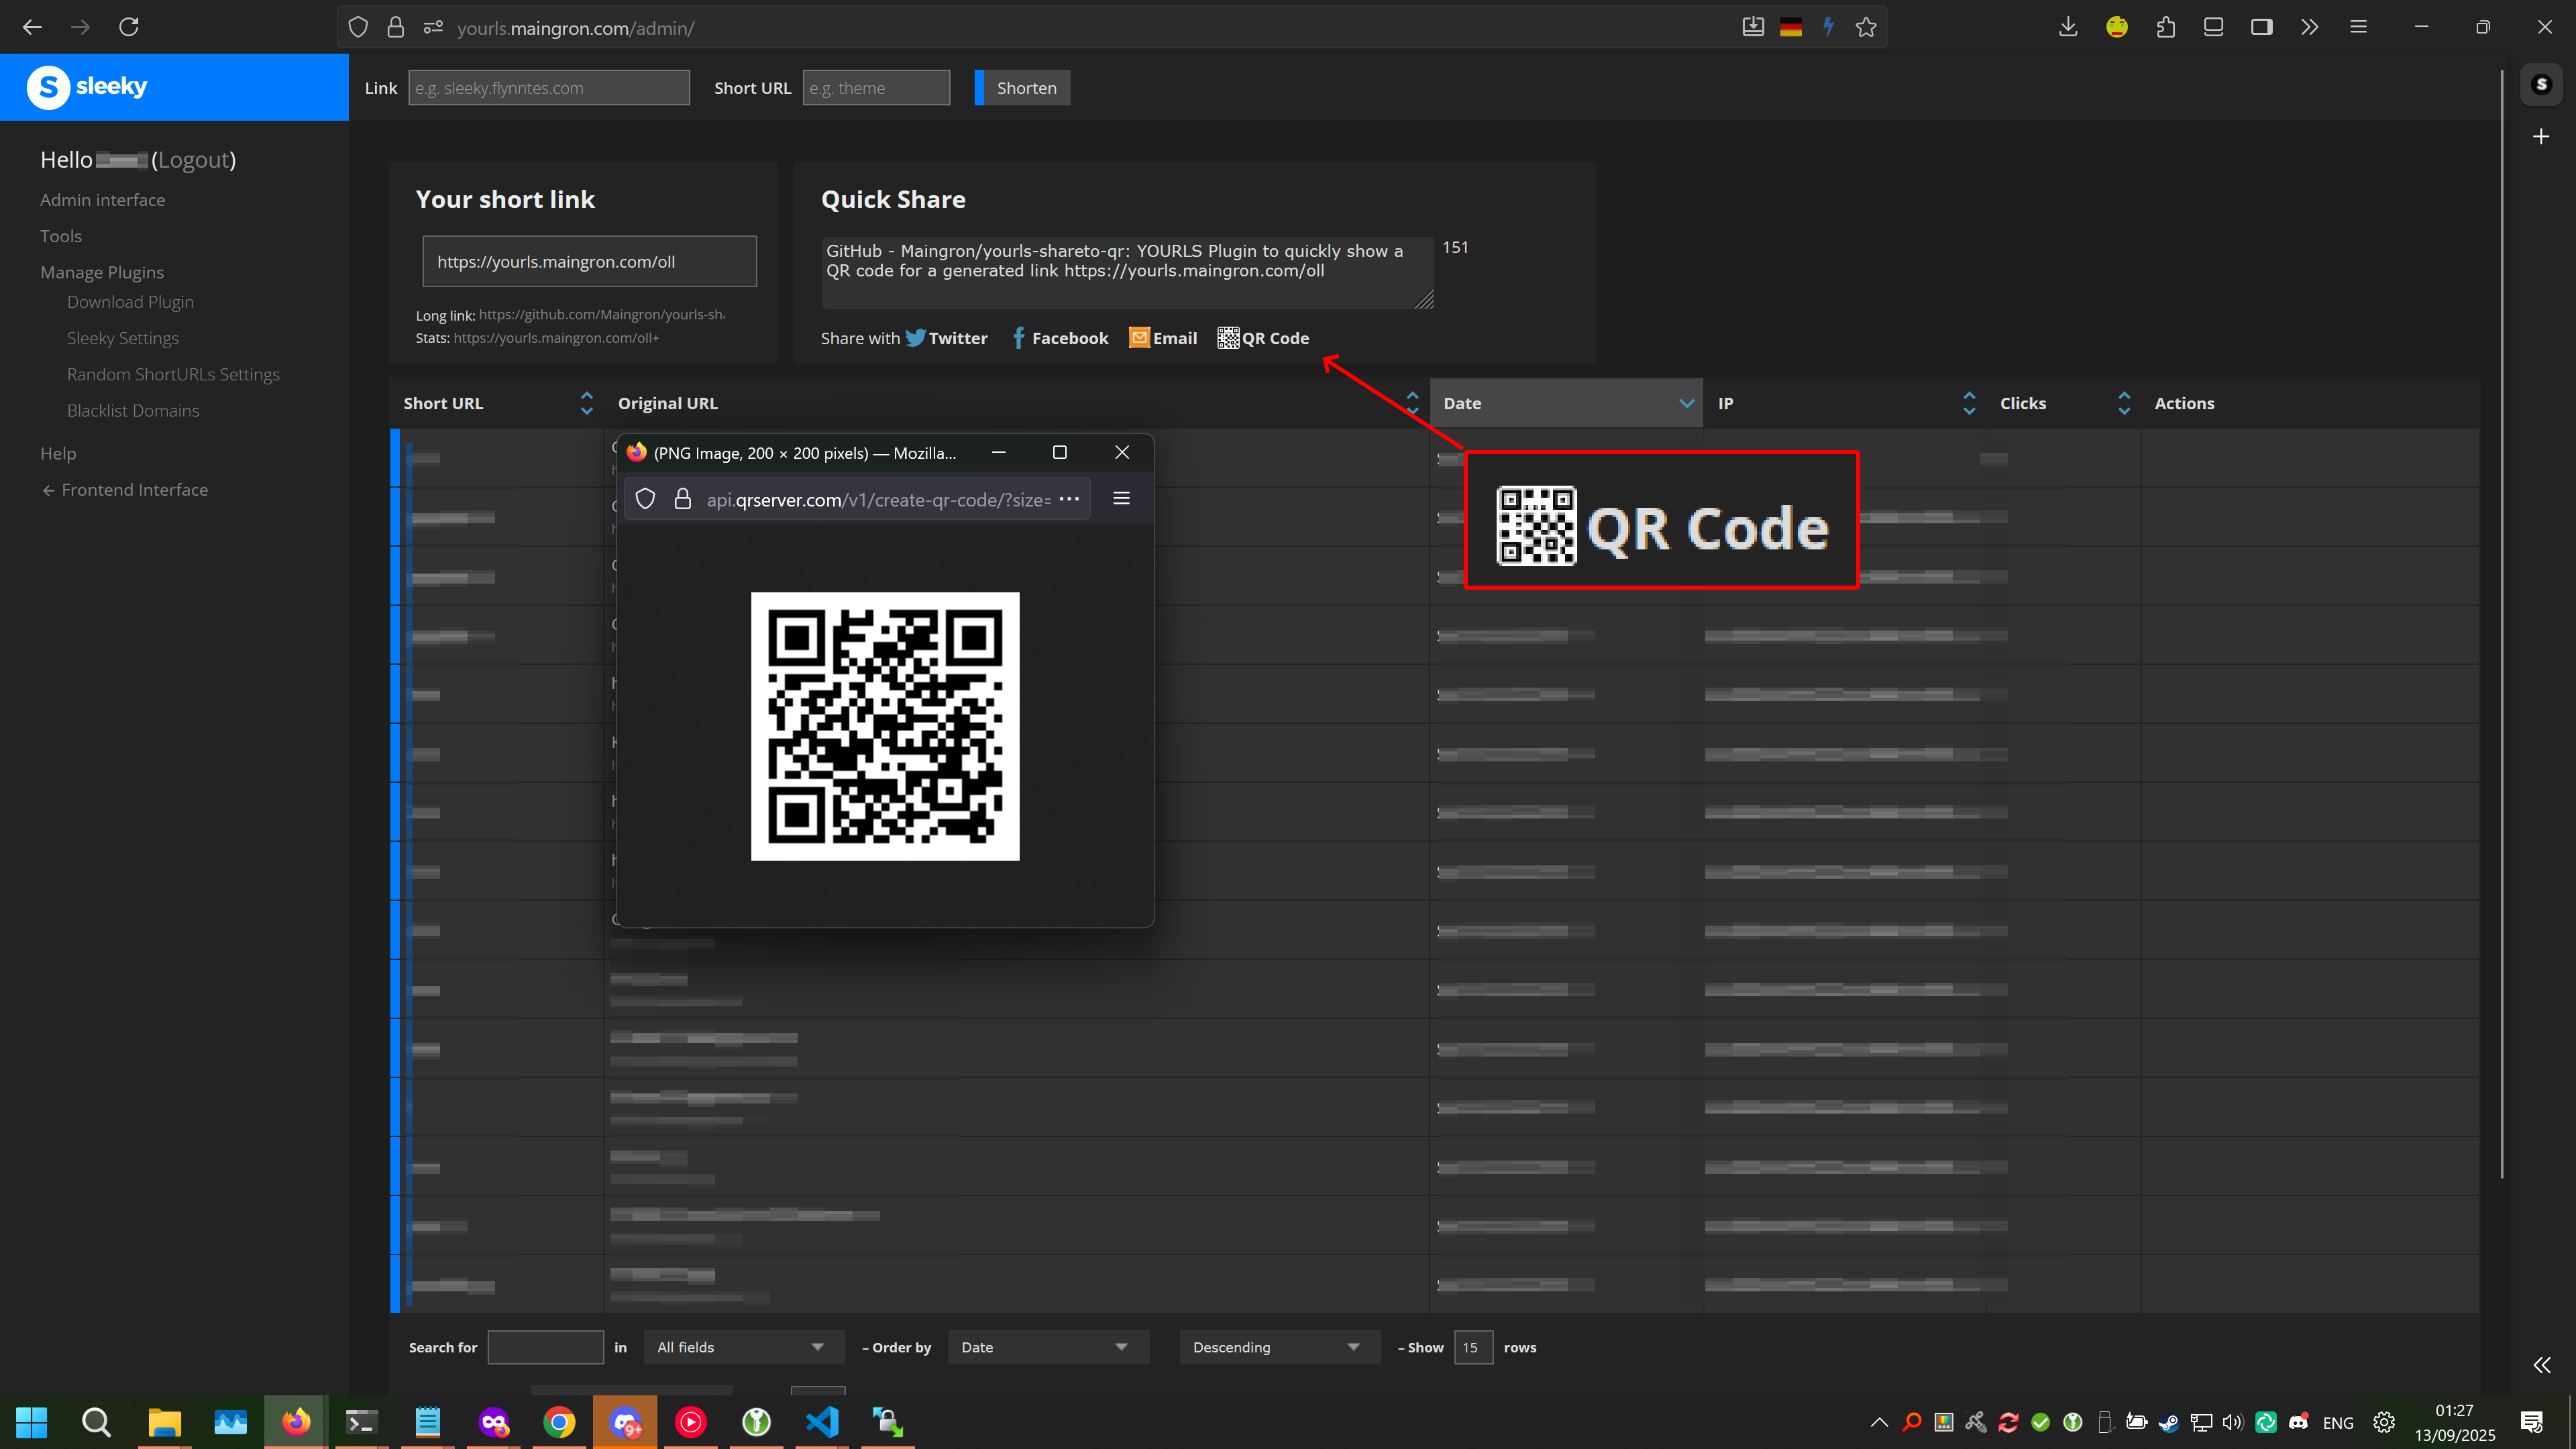 yourls.maingron.com/admin/
sleeky
Link
e.g. sleeky.flynntes.com
Short URL
e.g. theme
Shorten
Hello
(Logout)
Admin interface
Tools
Manage Plugins
Download Plugin
Sleeky Settings
Random ShortURLs Settings
Blacklist Domains
Help
← Frontend Interface
Your short link
https://yourls.maingron.com/oll
Long link: https://github.com/Maingron/yourls-sh
Stats: https://yourls.maingron.com/oll+
Quick Share
GitHub - Maingron/yourls-shareto-qr: YOURLS Plugin to quickly show a
QR code for a generated link https://yourls.maingron.com/oll
151
Share with Twitter Facebook Email QR Code
Short URL
Original URL
Date
IP
Clicks
Actions
(PNG Image, 200 × 200 pixels) — Mozilla...
api.qrserver.com/v1/create-qr-code/?size=
QR Code
Search for
in
All fields
– Order by
Date
Descending
– Show
15
rows
9+
ENG
01:27
13/09/2025